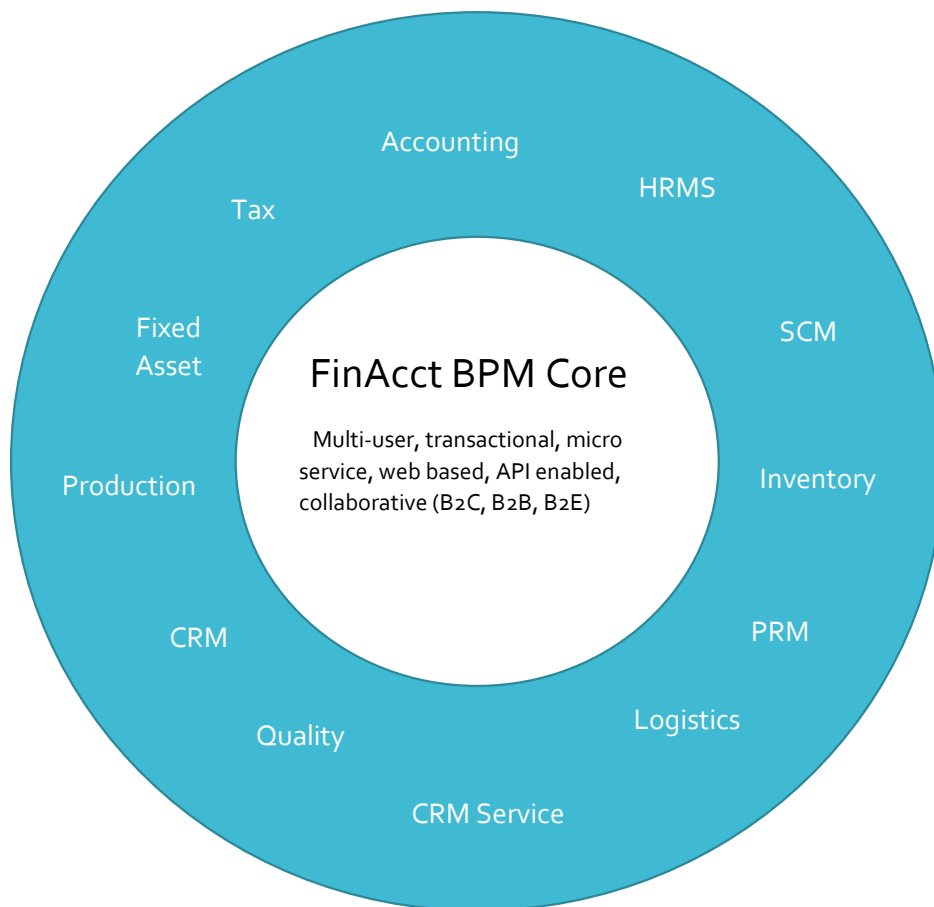 Accounting
HRMS
Tax
Fixed
Asset
SCM
FinAcct BPM Core
Multi-user, transactional, micro
service, web based, API enabled,
collaborative (B2C, B2B, B2E)
Production
Inventory
CRM
PRM
Quality
Logistics
CRM Service